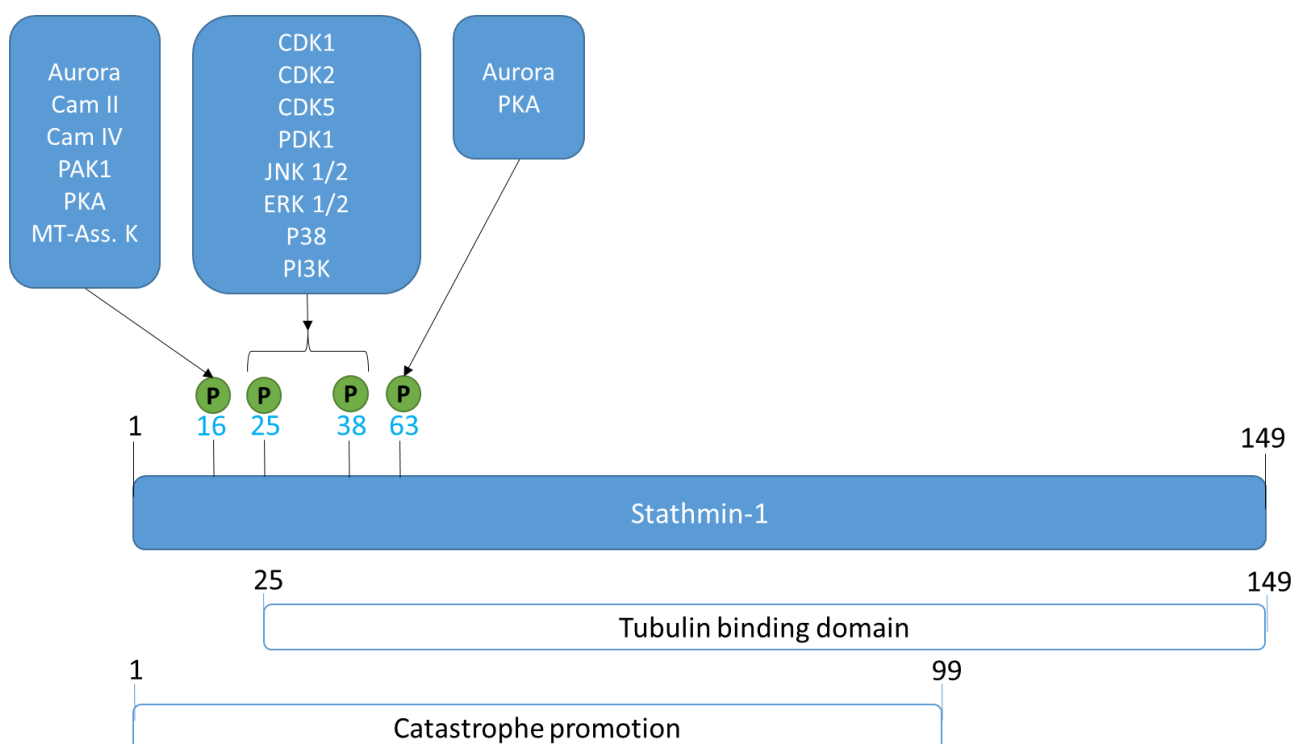 Aurora
Cam II
Cam IV
PAK1
PKA
MT-Ass. K
CDK1
CDK2
CDK5
PDK1
JNK 1/2
ERK 1/2
P38
PI3K
Aurora
PKA
P P P P
1 16 25 38 63 149
Stathmin-1
25 149
Tubulin binding domain
1 99
Catastrophe promotion